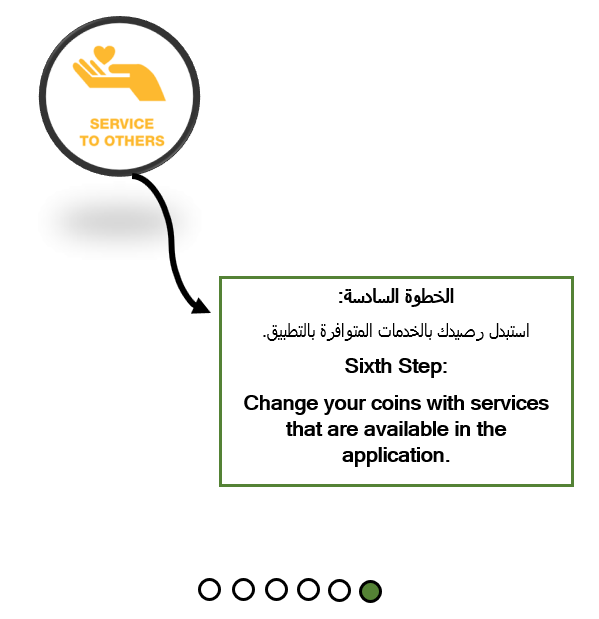 SERVICE
TO OTHERS
الخطوة السادسة:
استبدل رصيدك بالخدمات المتوافرة بالتطبيق.
Sixth Step:
Change your coins with services
that are available in the
application.